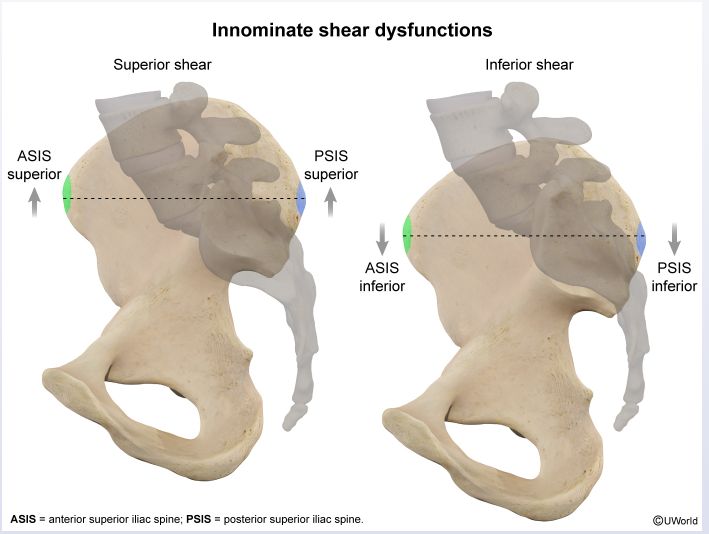 Innominate shear dysfunctions
Superior shear
Inferior shear
ASIS
superior
PSIS
superior
ASIS
inferior
PSIS
inferior
ASIS = anterior superior iliac spine; PSIS = posterior superior iliac spine.
©UWorld